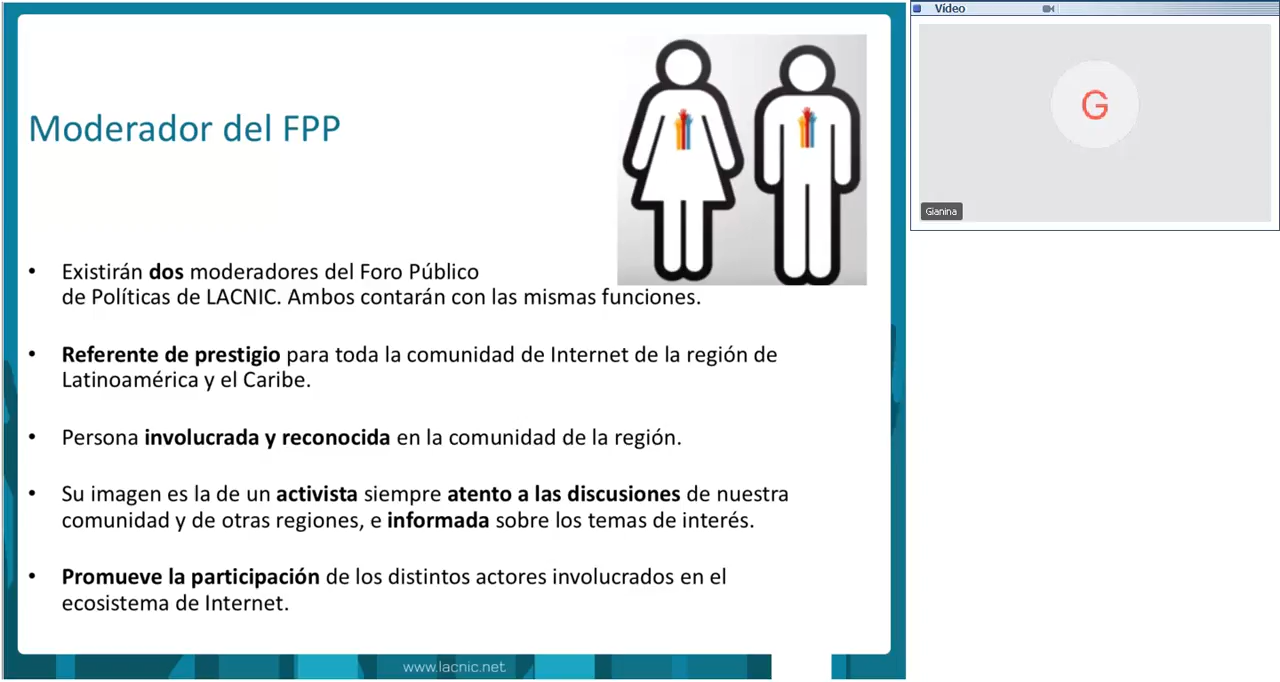 Moderador del FPP
• Existirán dos moderadores del Foro Público
de Políticas de LACNIC. Ambos contarán con las mismas funciones.
• Referente de prestigio para toda la comunidad de Internet de la región de
Latinoamérica y el Caribe.
• Persona involucrada y reconocida en la comunidad de la región.
• Su imagen es la de un activista siempre atento a las discusiones de nuestra
comunidad y de otras regiones, e informada sobre los temas de interés.
• Promueve la participación de los distintos actores involucrados en el
ecosistema de Internet.
www.lacnic.net
Vídeo
G
Gianina